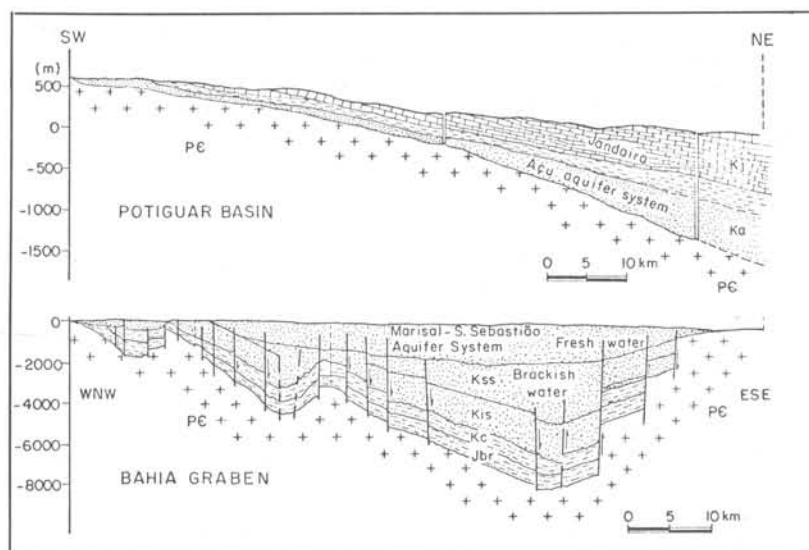 SW
NE
(m)
500
0
-500
-1000
-1500
Jandaira
Kj
PЄ
Açu aquifer system
POTIGUAR BASIN
Ka
0 5 10 km
PЄ
0
-2000
-4000
-6000
-8000
Marisal - S. Sebastião
Fresh water
Aquifer System
Kss
Brackish
water
WNW
ESE
Kis
PЄ
PЄ
Kc
Jbr
BAHIA GRABEN
0 5 10 km